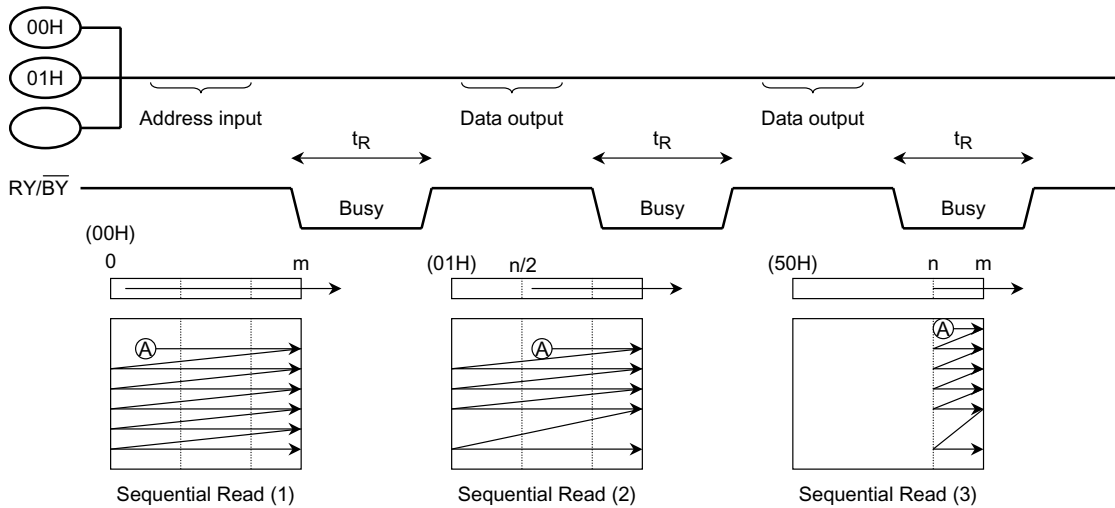 00H
01H
Address input
Data output
Data output
tR
tR
tR
RY/BY
Busy
Busy
Busy
(00H)
0
m
(01H)
n/2
(50H)
n
m
A
A
A
Sequential Read (1)
Sequential Read (2)
Sequential Read (3)